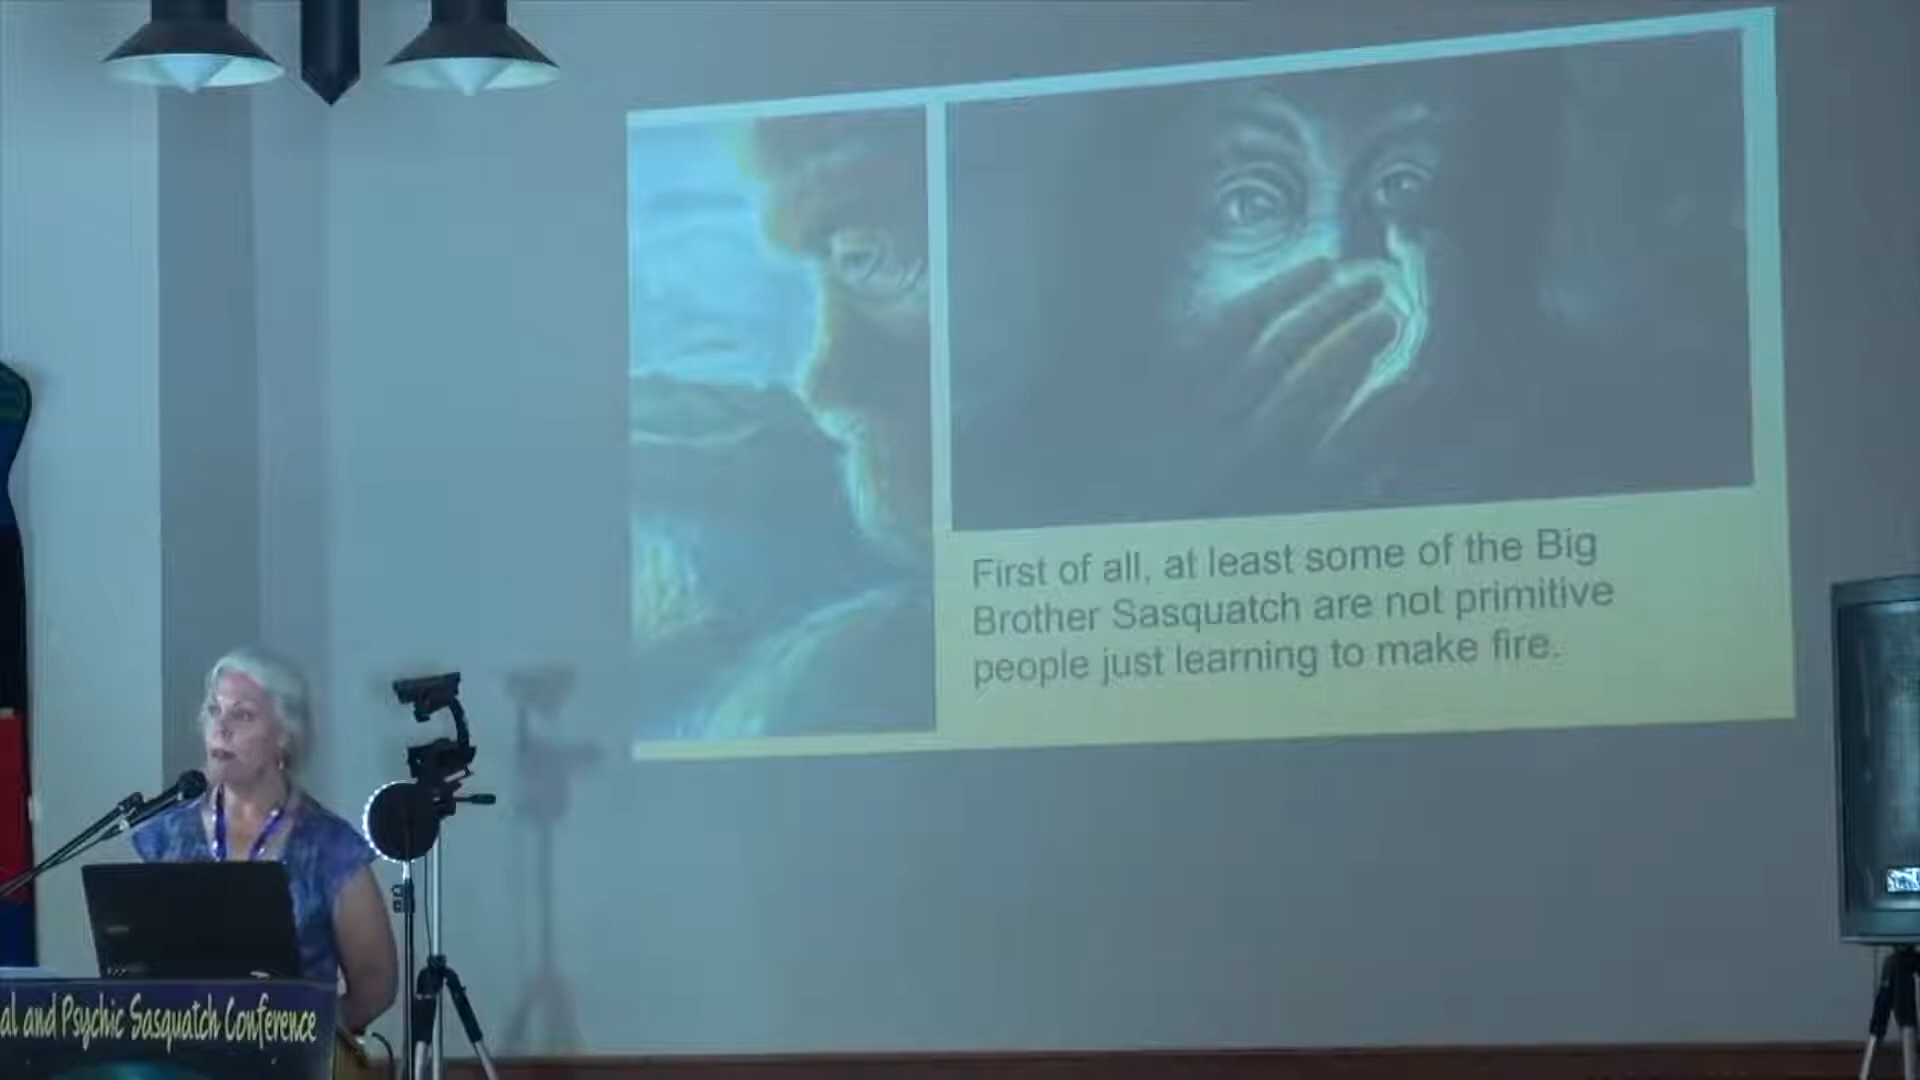 First of all, at least some of the Big
Brother Sasquatch are not primitive
people just learning to make fire.
al and Psychic Sasquatch Conference